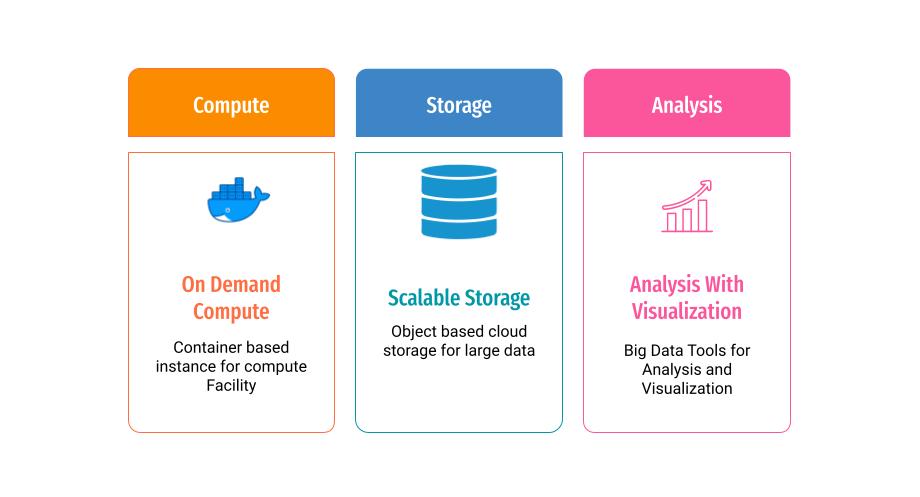 Compute
Storage
Analysis
On Demand
Compute
Container based
instance for compute
Facility
Scalable Storage
Object based cloud
storage for large data
Analysis With
Visualization
Big Data Tools for
Analysis and
Visualization